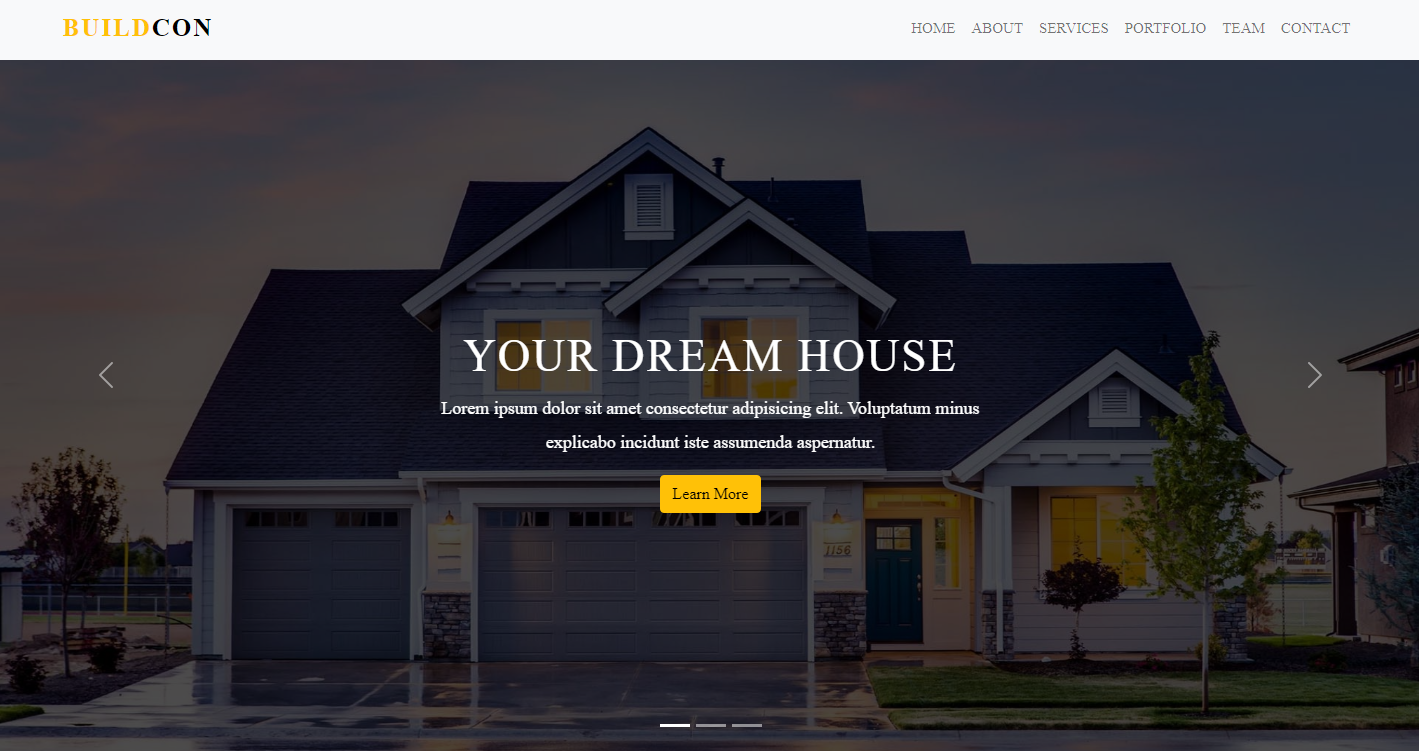 BUILDCON
HOME ABOUT SERVICES PORTFOLIO TEAM CONTACT
YOUR DREAM HOUSE
Lorem ipsum dolor sit amet consectetur adipisicing elit. Voluptatum minus
explicabo incidunt iste assumenda aspernatur.
Learn More
1156